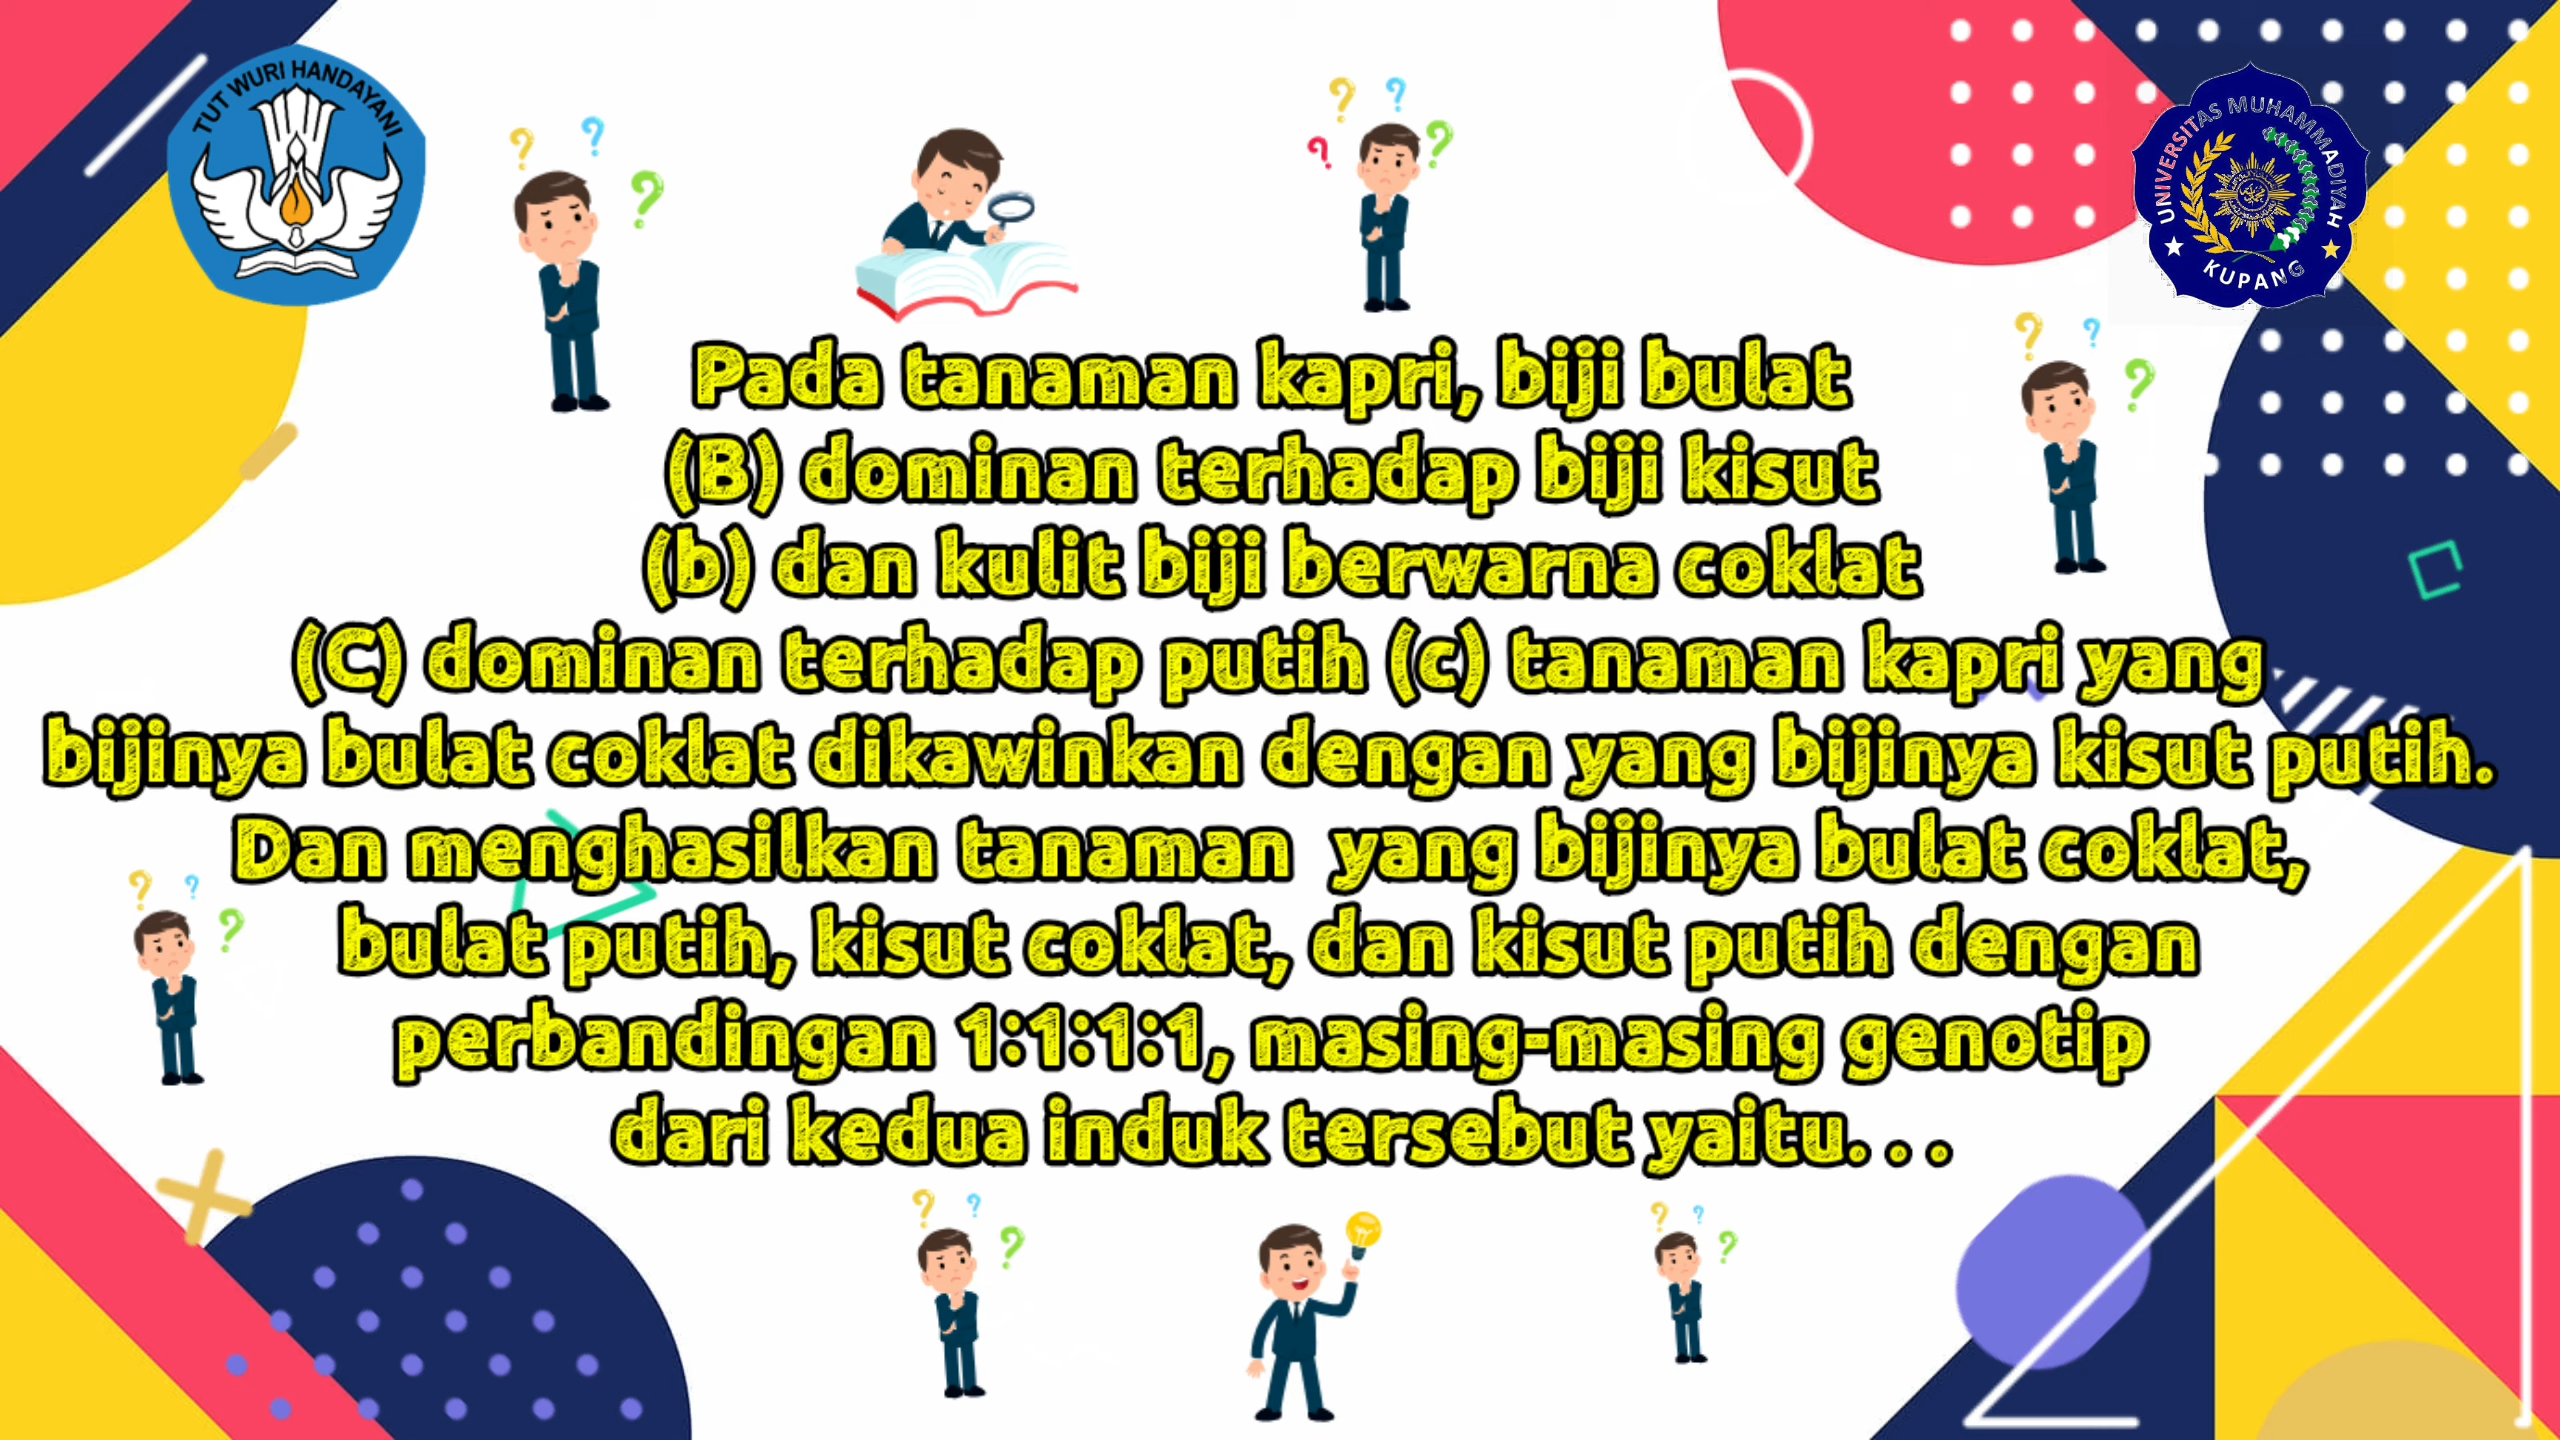 TUT WURI HANDAYANI
UNIVERSITAS MUHAMMADIYAH
KUPANG
Pada tanaman kapri, biji bulat
(B) dominan terhadap biji kisut
(b) dan kulit biji berwarna coklat
(C) dominan terhadap putih (c) tanaman kapri yang
bijinya bulat coklat dikawinkan dengan yang bijinya kisut putih.
Dan menghasilkan tanaman yang bijinya bulat coklat,
bulat putih, kisut coklat, dan kisut putih dengan
perbandingan 1:1:1:1, masing-masing genotip
dari kedua induk tersebut yaitu. . .